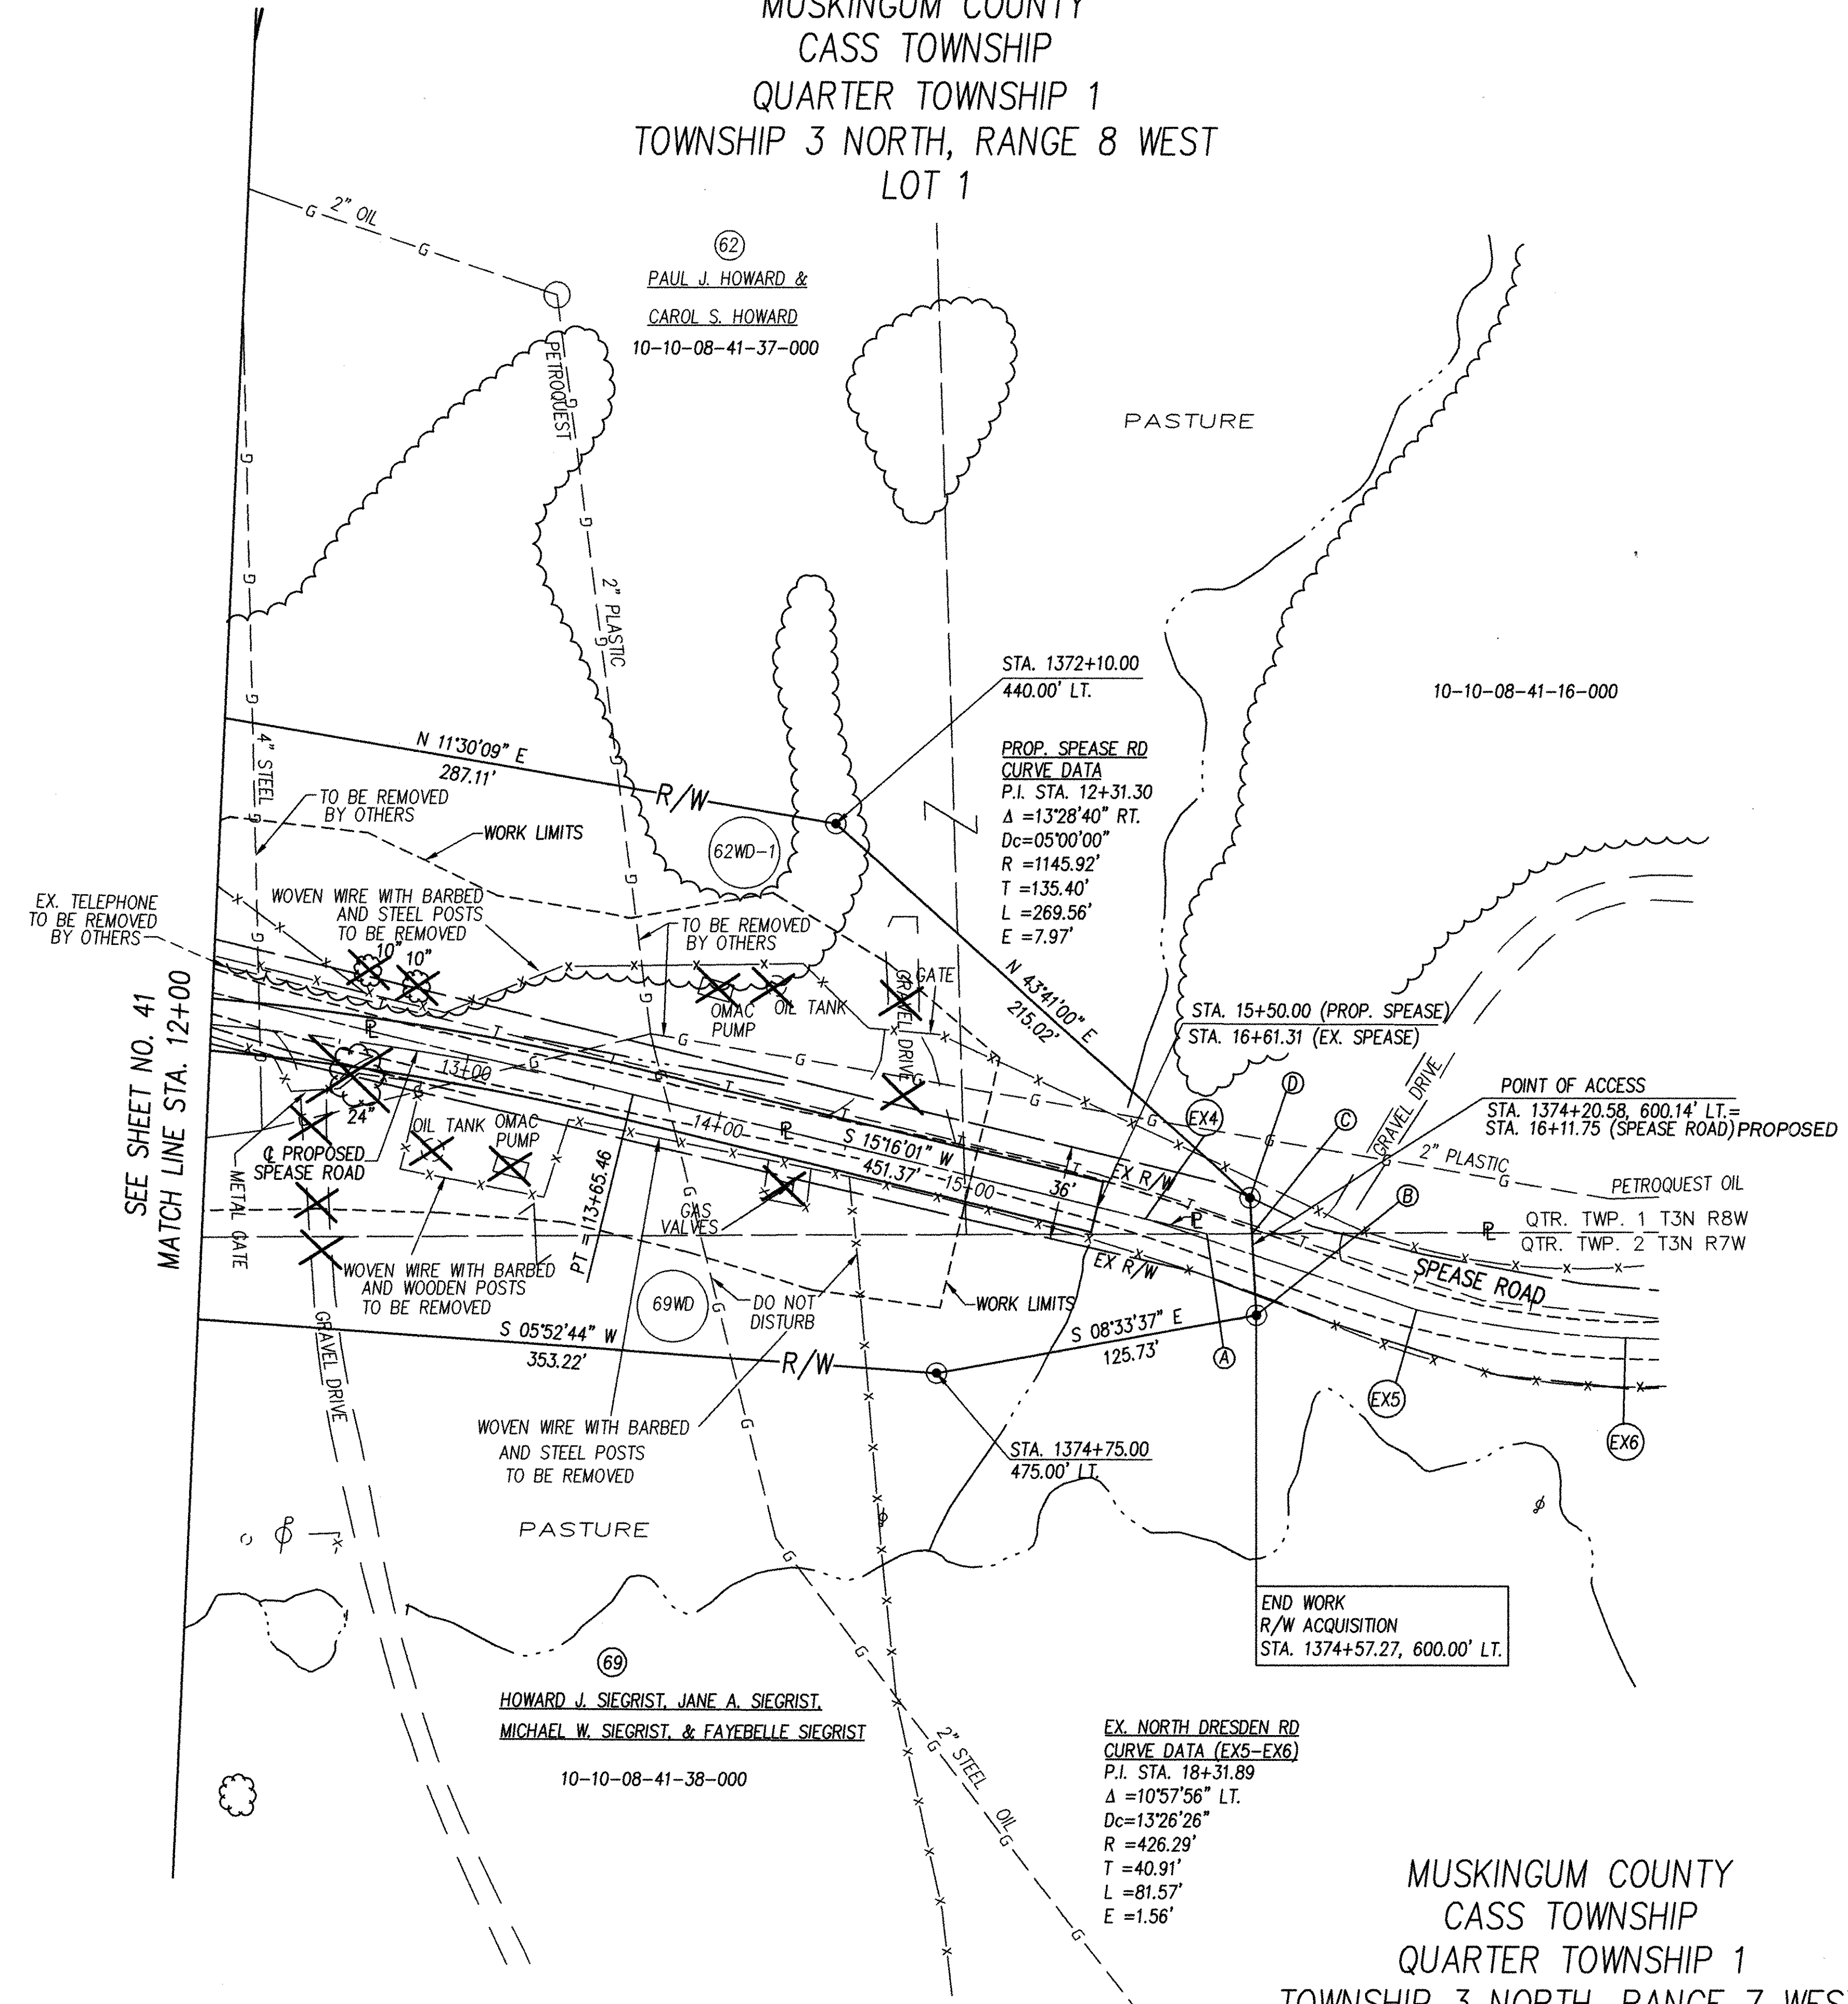 MUSKINGUM COUNTY
CASS TOWNSHIP
QUARTER TOWNSHIP 1
TOWNSHIP 3 NORTH, RANGE 8 WEST
LOT 1
2" OIL
G
G
62
PAUL J. HOWARD &
CAROL S. HOWARD
10-10-08-41-37-000
PETROQUEST
PASTURE
2" PLASTIC
STA. 1372+10.00
440.00' LT.
10-10-08-41-16-000
N 11°30'09" E
287.11'
R/W
4" STEEL
PROP. SPEASE RD
CURVE DATA
P.I. STA. 12+31.30
Δ =13°28'40" RT.
Dc=05°00'00"
R =1145.92'
T =135.40'
L =269.56'
E =7.97'
TO BE REMOVED
BY OTHERS
WORK LIMITS
62WD-1
EX. TELEPHONE
TO BE REMOVED
BY OTHERS
WOVEN WIRE WITH BARBED
AND STEEL POSTS
TO BE REMOVED
TO BE REMOVED
BY OTHERS
10"
10"
GATE
GRAVEL DRIVE
OMAC
PUMP
OIL TANK
N 43°41'00" E
215.02'
STA. 15+50.00 (PROP. SPEASE)
STA. 16+61.31 (EX. SPEASE)
SEE SHEET NO. 41
MATCH LINE STA. 12+00
13+00
14+00
15+00
24"
OIL TANK
OMAC
PUMP
℄ PROPOSED
SPEASE ROAD
METAL GATE
PT = 13+65.46
S 15°16'01" W
451.37'
36'
EX R/W
EX R/W
EX4
D
C
B
A
GRAVEL DRIVE
POINT OF ACCESS
STA. 1374+20.58, 600.14' LT.=
STA. 16+11.75 (SPEASE ROAD) PROPOSED
2" PLASTIC
PETROQUEST OIL
QTR. TWP. 1 T3N R8W
QTR. TWP. 2 T3N R7W
GAS
VALVES
SPEASE ROAD
WOVEN WIRE WITH BARBED
AND WOODEN POSTS
TO BE REMOVED
69WD
DO NOT
DISTURB
WORK LIMITS
S 05°52'44" W
353.22'
R/W
S 08°33'37" E
125.73'
GRAVEL DRIVE
EX5
EX6
WOVEN WIRE WITH BARBED
AND STEEL POSTS
TO BE REMOVED
STA. 1374+75.00
475.00' LT.
PASTURE
END WORK
R/W ACQUISITION
STA. 1374+57.27, 600.00' LT.
69
HOWARD J. SIEGRIST, JANE A. SIEGRIST,
MICHAEL W. SIEGRIST, & FAYEBELLE SIEGRIST
10-10-08-41-38-000
2" STEEL
OIL
EX. NORTH DRESDEN RD
CURVE DATA (EX5-EX6)
P.I. STA. 18+31.89
Δ =10°57'56" LT.
Dc=13°26'26"
R =426.29'
T =40.91'
L =81.57'
E =1.56'
MUSKINGUM COUNTY
CASS TOWNSHIP
QUARTER TOWNSHIP 1
TOWNSHIP 3 NORTH, RANGE 7 WES